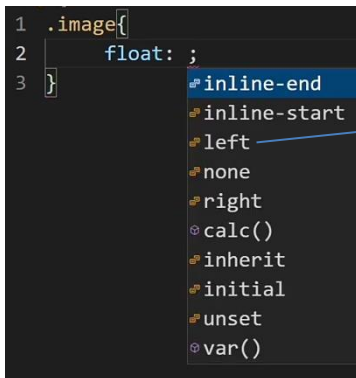 1 .image{
2 float: ;
3 }
inline-end
inline-start
left
none
right
calc()
inherit
initial
unset
var()